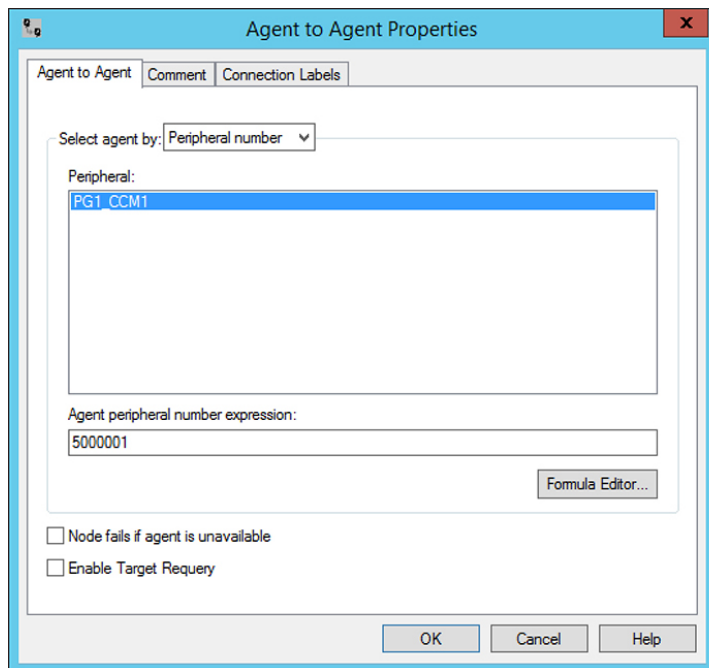 Agent to Agent Properties
x
Agent to Agent Comment Connection Labels
Select agent by: Peripheral number
Peripheral:
PG1_CCM1
Agent peripheral number expression:
5000001
Formula Editor...
Node fails if agent is unavailable
Enable Target Requery
OK Cancel Help